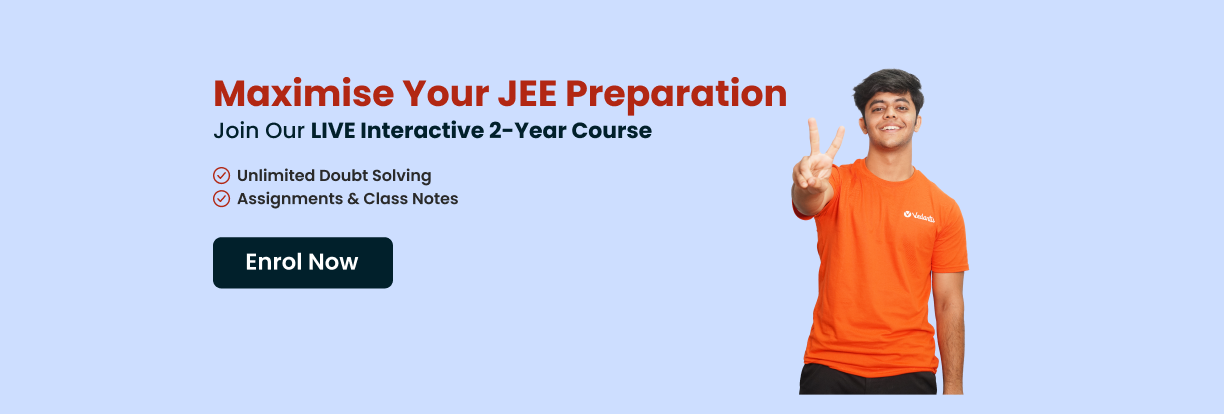 Maximise Your JEE Preparation
Join Our LIVE Interactive 2-Year Course
Unlimited Doubt Solving
Assignments & Class Notes
Enrol Now
Vedantu